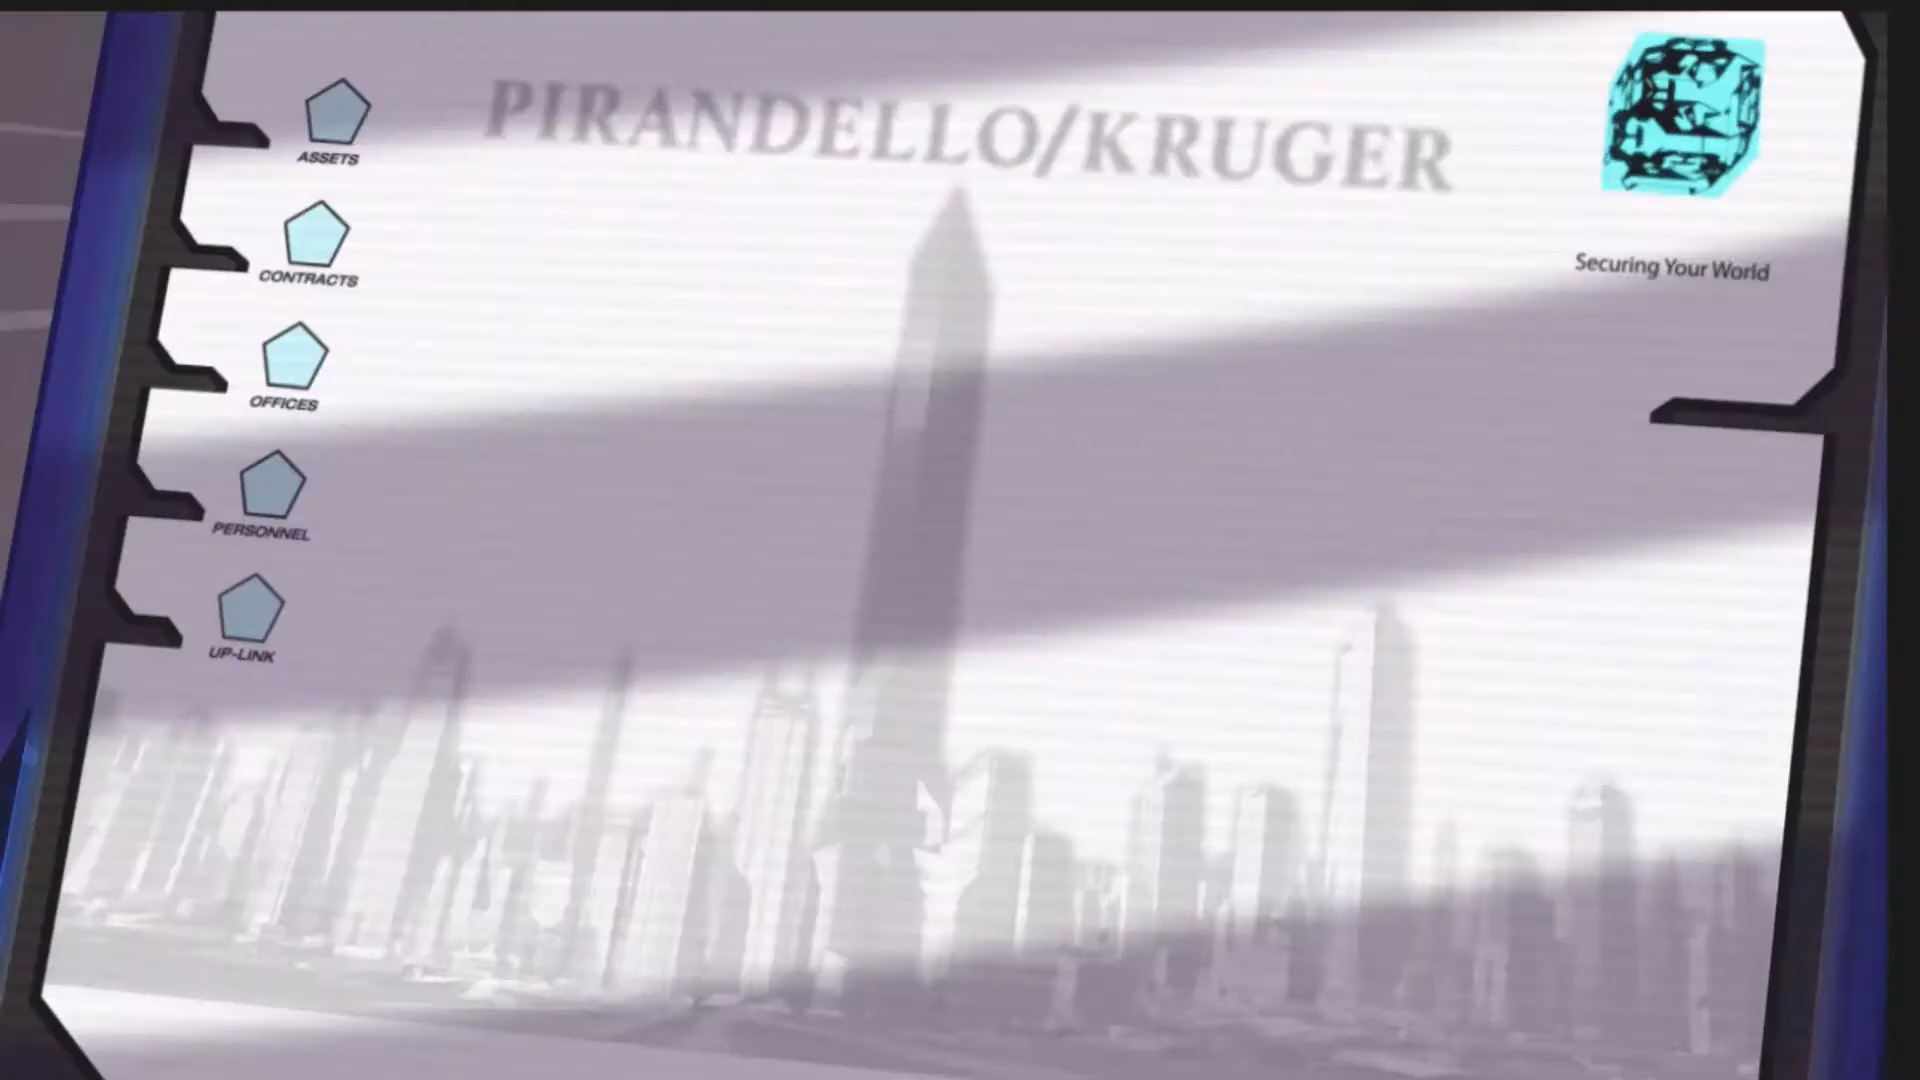 PIRANDELLO/KRUGER
Securing Your World
ASSETS
CONTRACTS
OFFICES
PERSONNEL
UP-LINK